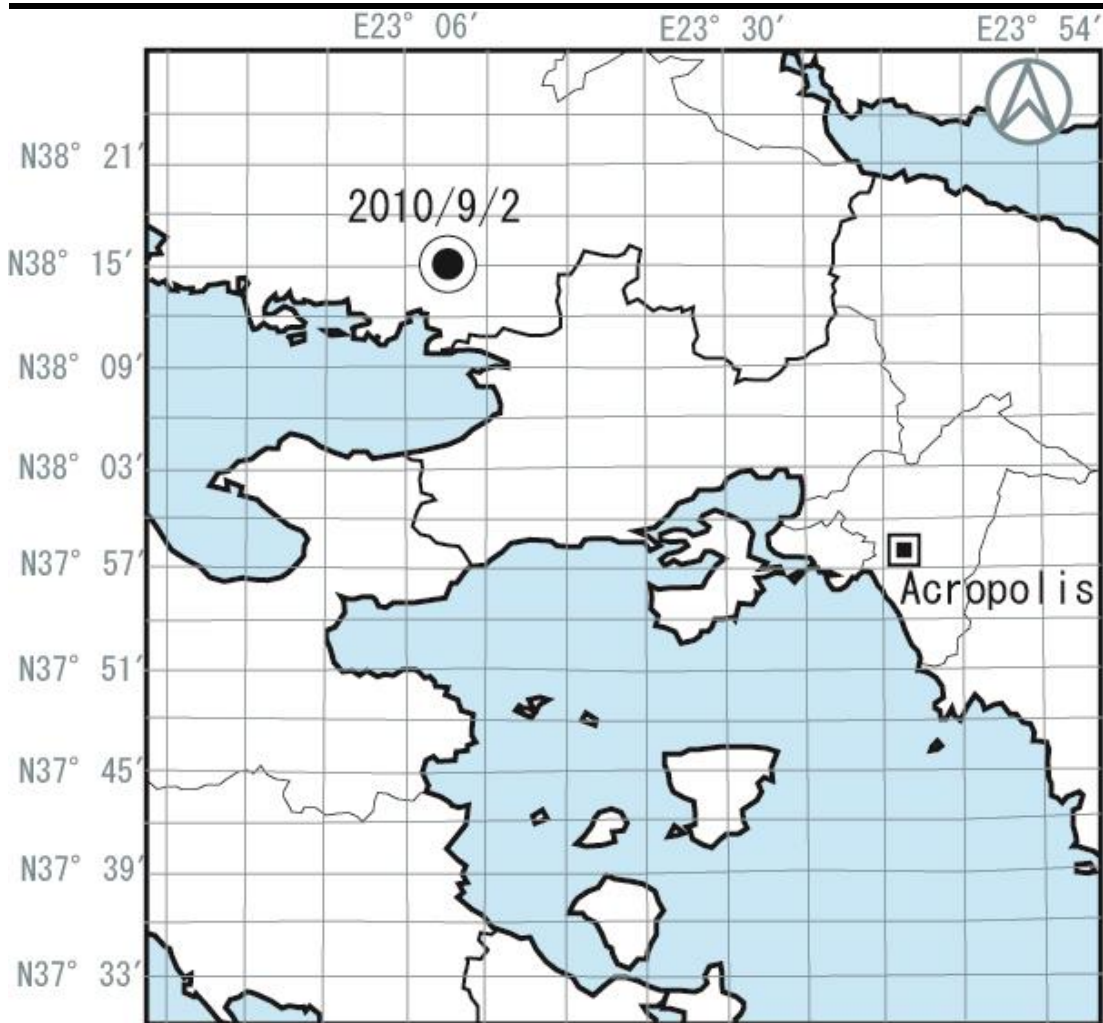 E23° 06′ E23° 30′ E23° 54′
N38° 21′
2010/9/2
N38° 15′
N38° 09′
N38° 03′
N37° 57′
Acropolis
N37° 51′
N37° 45′
N37° 39′
N37° 33′